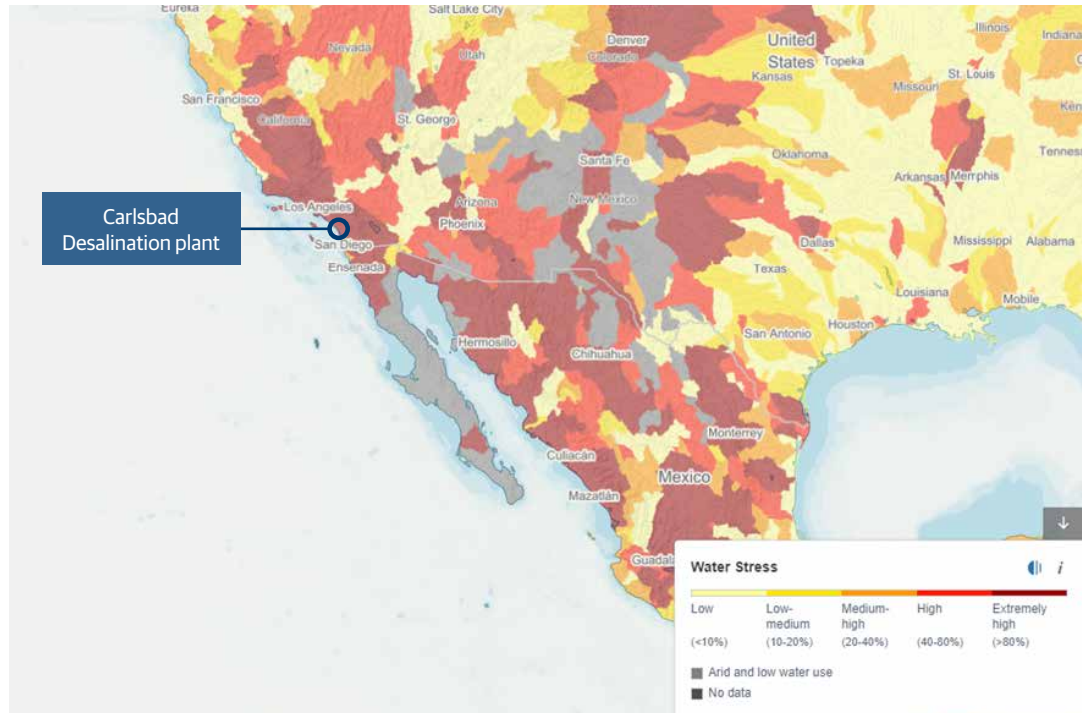 Eureka
Salt Lake City
Nevada
Utah
Denver
Colorado
United
States
Topeka
Kansas
Illinois
Indiana
Missouri
St. Louis
San Francisco
California
St. George
Santa Fe
Oklahoma
Tennes
Arkansas
Memphis
New Mexico
Arizona
Phoenix
Los Angeles
Carlsbad
Desalination plant
San Diego
Ensenada
Dallas
Mississippi
Alabama
Texas
Louisiana
Mobile
Houston
San Antonio
Hermosillo
Chihuahua
Monterrey
Culiacán
Mexico
Mazatlán
Guadala
Water Stress
i
Low
Low-
medium
Medium-
high
High
Extremely
high
(<10%)
(10-20%)
(20-40%)
(40-80%)
(>80%)
Arid and low water use
No data